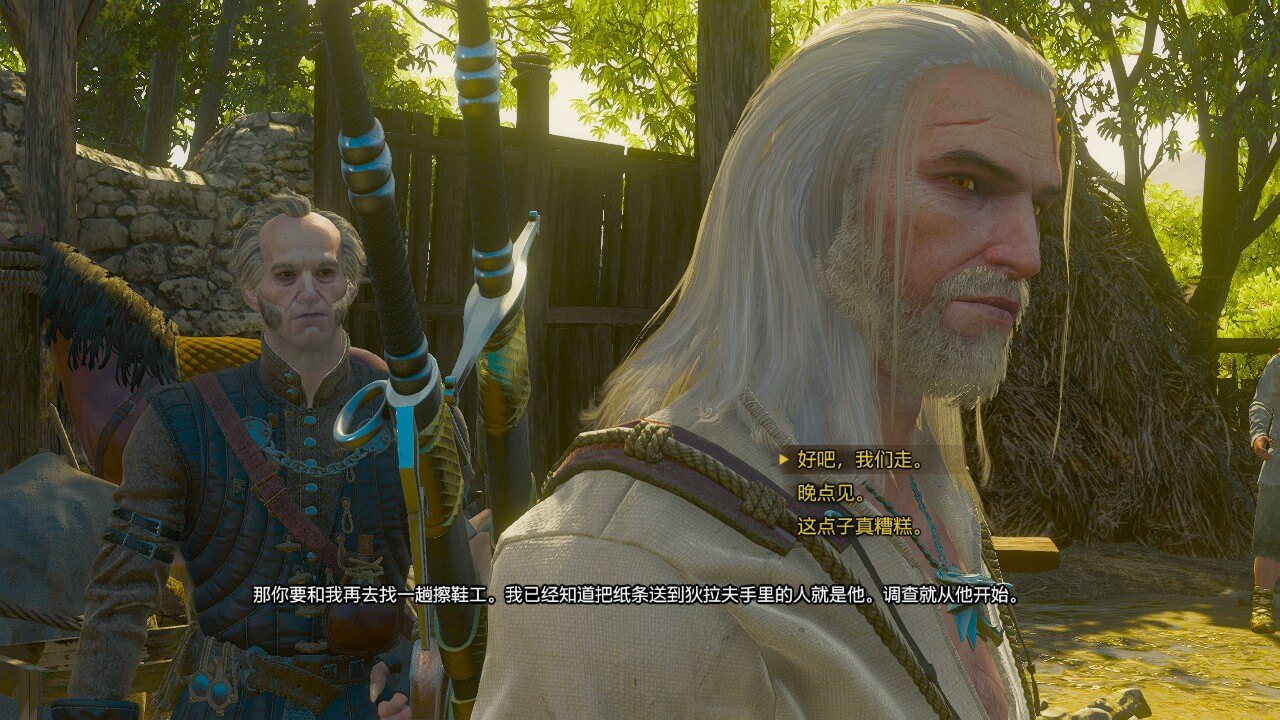 好吧，我们走。
晚点见。
这点子真糟糕。
那你要和我再去找一趟擦鞋工。我已经知道把纸条送到狄拉夫手里的人就是他。调查就从他开始。